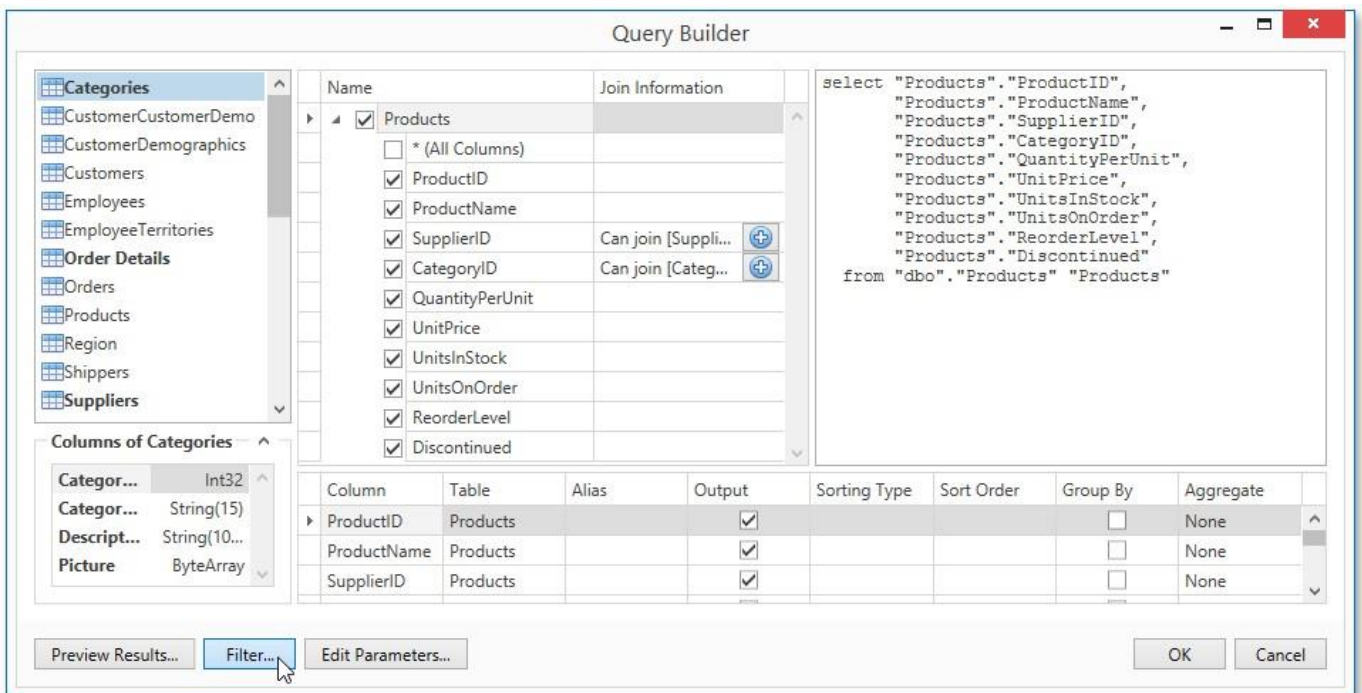 Query Builder
Categories
CustomerCustomerDemo
CustomerDemographics
Customers
Employees
EmployeeTerritories
Order Details
Orders
Products
Region
Shippers
Suppliers
Columns of Categories
Categor... Int32
Categor... String(15)
Descript... String(10...
Picture ByteArray
Name Join Information
Products
* (All Columns)
ProductID
ProductName
SupplierID Can join [Suppli...
CategoryID Can join [Categ...
QuantityPerUnit
UnitPrice
UnitsInStock
UnitsOnOrder
ReorderLevel
Discontinued
select "Products"."ProductID",
"Products"."ProductName",
"Products"."SupplierID",
"Products"."CategoryID",
"Products"."QuantityPerUnit",
"Products"."UnitPrice",
"Products"."UnitsInStock",
"Products"."UnitsOnOrder",
"Products"."ReorderLevel",
"Products"."Discontinued"
from "dbo"."Products" "Products"
Column Table Alias Output Sorting Type Sort Order Group By Aggregate
ProductID Products None
ProductName Products None
SupplierID Products None
Preview Results... Filter... Edit Parameters... OK Cancel